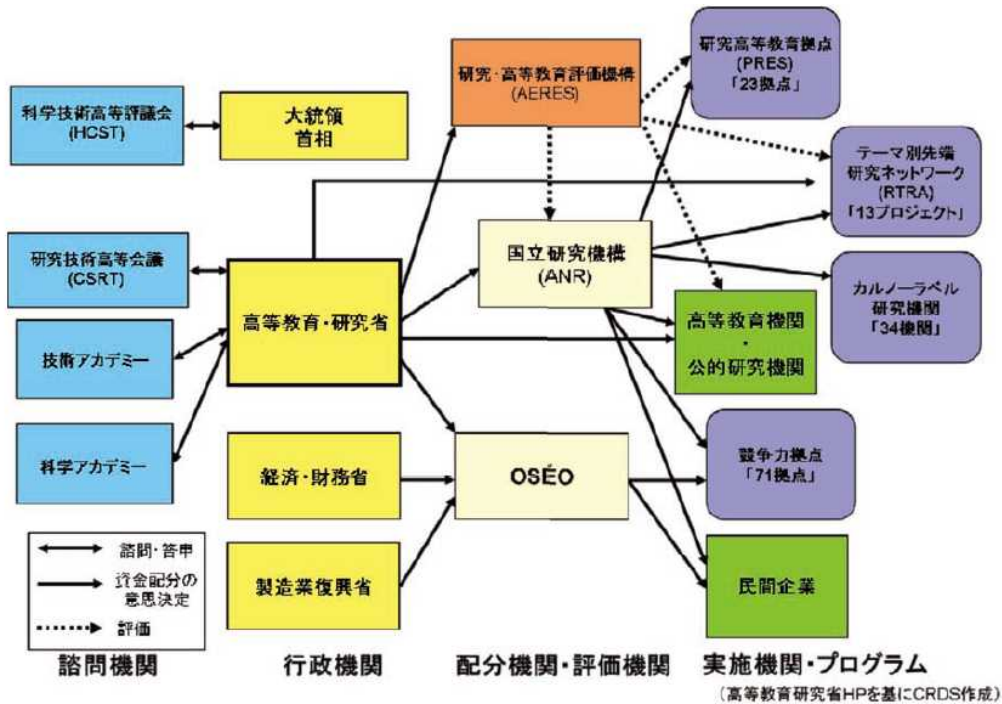 科学技術高等評議会
(HCST)
大統領
首相
研究・高等教育評価機構
(AERES)
研究高等教育拠点
(PRES)
「23拠点」
テーマ別先端
研究ネットワーク
(RTRA)
「13プロジェクト」
研究技術高等会議
(CSRT)
高等教育・研究省
国立研究機構
(ANR)
カルノーラベル
研究機関
「34機関」
技術アカデミー
高等教育機関
・
公的研究機関
科学アカデミー
経済・財務省
OSÉO
競争力拠点
「71拠点」
製造業復興省
民間企業
諮問・答申
資金配分の
意思決定
評価
諮問機関
行政機関
配分機関・評価機関
実施機関・プログラム
(高等教育研究省HPを基にCRDS作成)